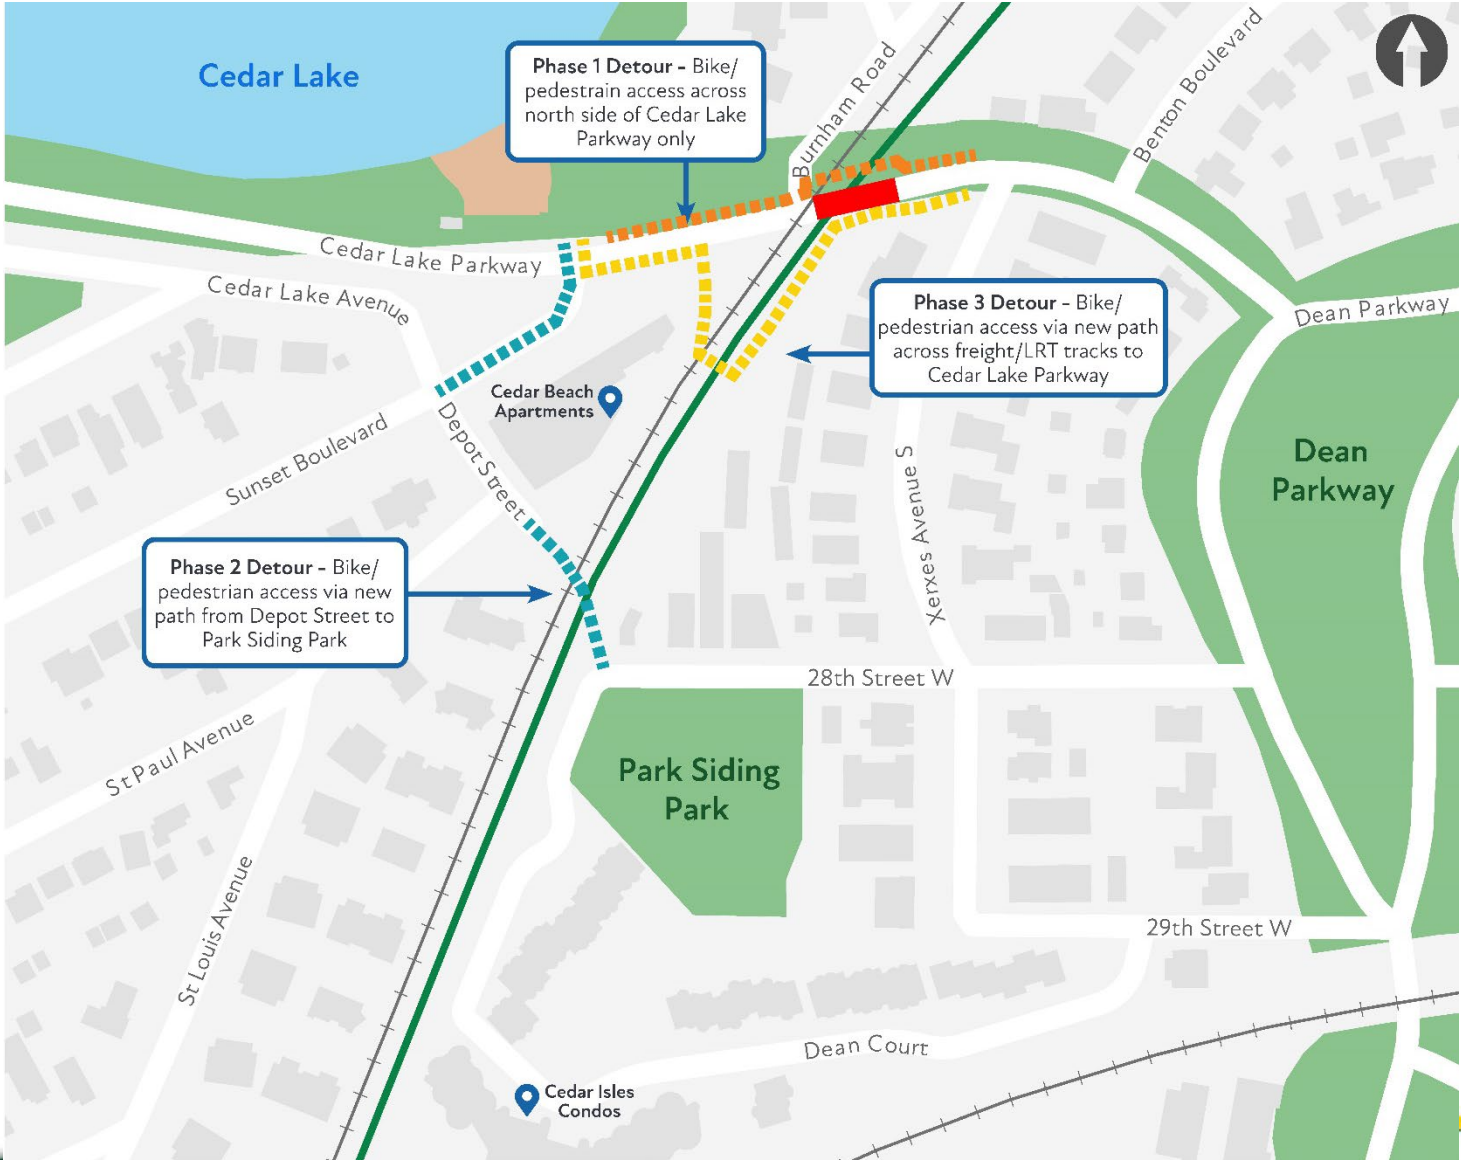 Cedar Lake
Phase 1 Detour - Bike/
pedestrain access across
north side of Cedar Lake
Parkway only
Burnham Road
Benton Boulevard
Cedar Lake Parkway
Cedar Lake Avenue
Phase 3 Detour - Bike/
pedestrian access via new path
across freight/LRT tracks to
Cedar Lake Parkway
Dean Parkway
Cedar Beach
Apartments
Sunset Boulevard
Depot Street
Xerxes Avenue S
Dean
Parkway
Phase 2 Detour - Bike/
pedestrian access via new
path from Depot Street to
Park Siding Park
28th Street W
St Paul Avenue
Park Siding
Park
St Louis Avenue
29th Street W
Dean Court
Cedar Isles
Condos